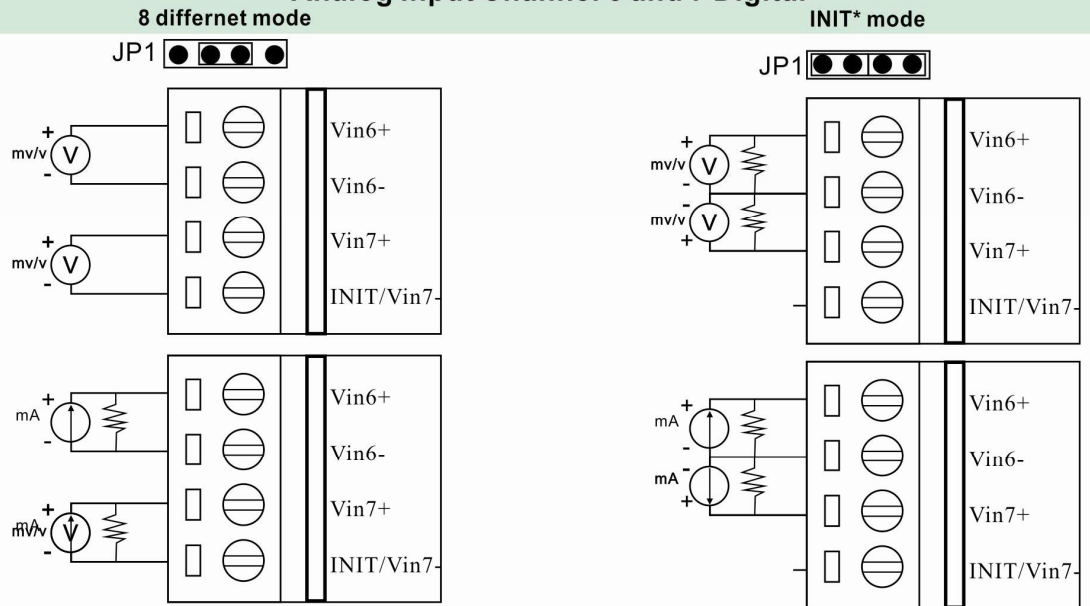 8 differnet mode
INIT* mode
JP1
Vin6+
Vin6-
Vin7+
INIT/Vin7-
+
mv/v
V
-
+
mv/v
V
-
Vin6+
Vin6-
Vin7+
INIT/Vin7-
+
mA
-
+
V
-
JP1
Vin6+
Vin6-
Vin7+
INIT/Vin7-
+
mv/v
V
-
-
mv/v
V
+
Vin6+
Vin6-
Vin7+
INIT/Vin7-
+
mA
-
-
mA
+